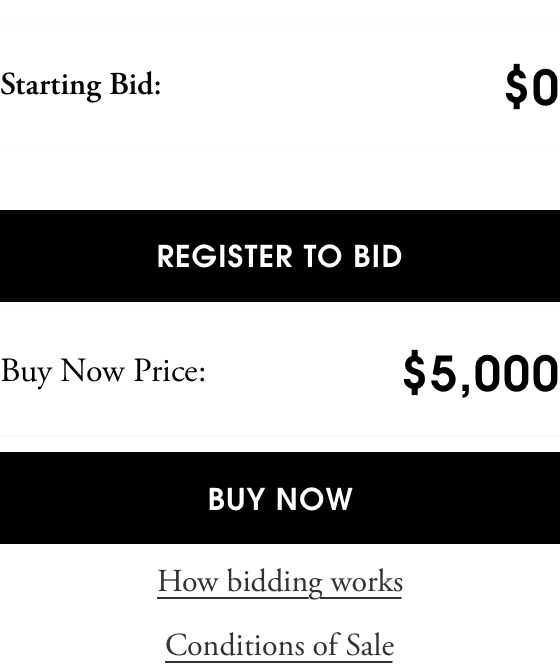 Starting Bid: $0
REGISTER TO BID
Buy Now Price: $5,000
BUY NOW
How bidding works
Conditions of Sale